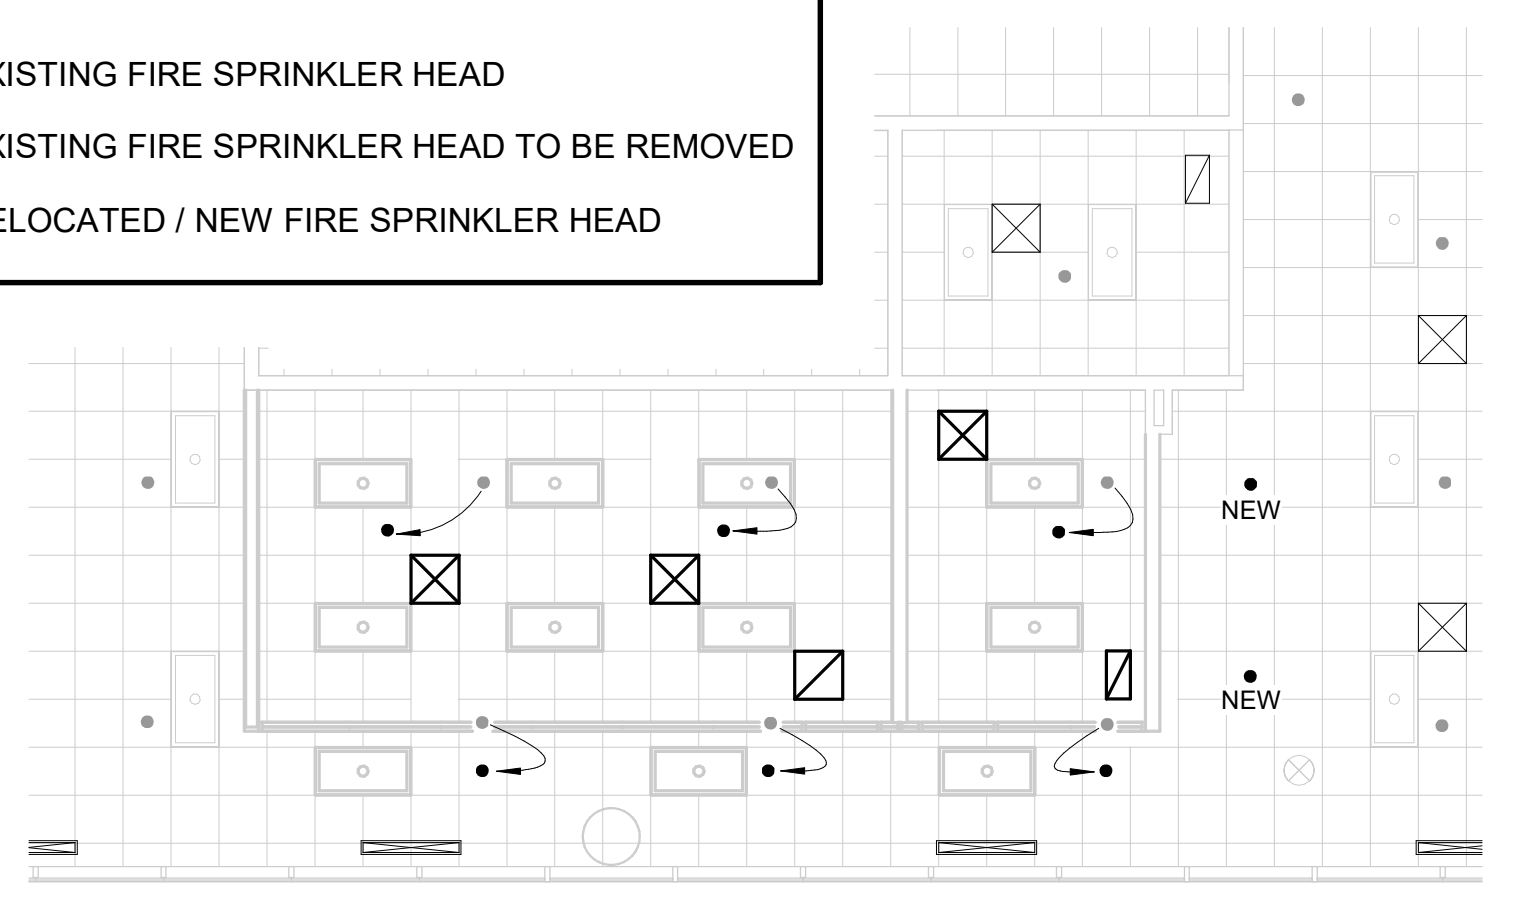 XISTING FIRE SPRINKLER HEAD
XISTING FIRE SPRINKLER HEAD TO BE REMOVED
ELOCATED / NEW FIRE SPRINKLER HEAD
NEW
NEW